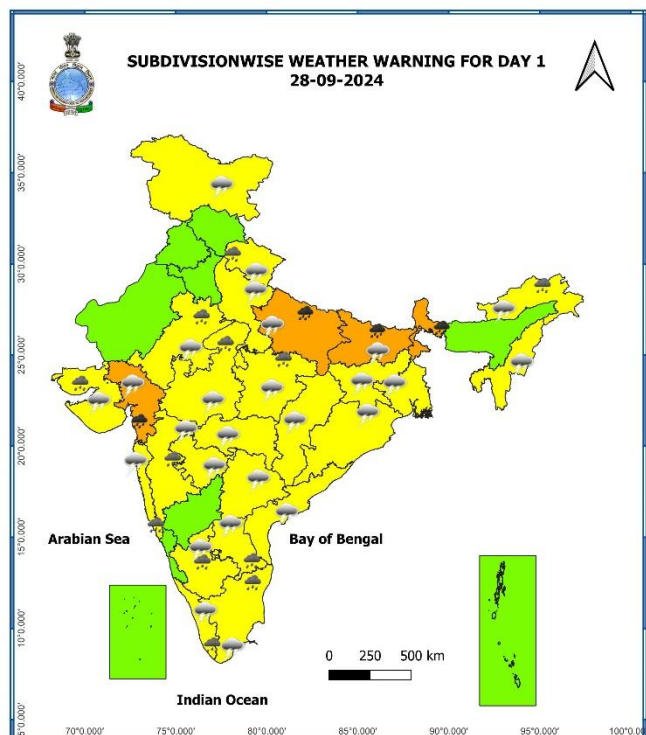 SUBDIVISIONWISE WEATHER WARNING FOR DAY 1
28-09-2024
40°0.000'
35°0.000'
30°0.000'
25°0.000'
20°0.000'
15°0.000'
10°0.000'
5°0.000'
Arabian Sea
Bay of Bengal
0 250 500 km
Indian Ocean
70°0.000' 75°0.000' 80°0.000' 85°0.000' 90°0.000' 95°0.000' 100°0.000'